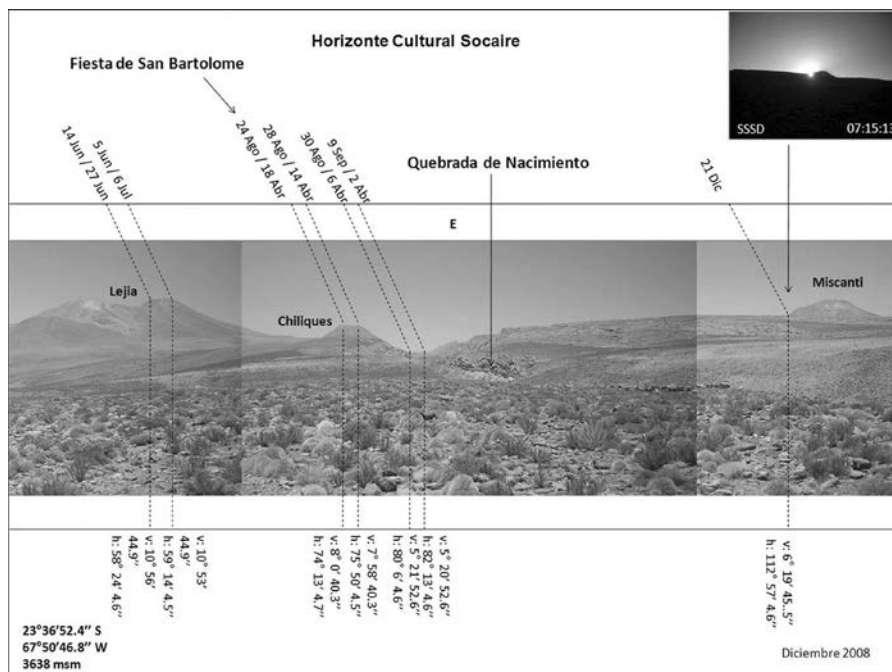 Horizonte Cultural Socaire
Fiesta de San Bartolome
SSSD 07:15:13
14 Jun / 27 Jun
5 Jun / 6 Jul
24 Ago / 18 Abr
28 Ago / 14 Abr
30 Ago / 6 Abr
9 Sep / 2 Abr
Quebrada de Nacimiento
21 Dic
E
Lejia
Chiliques
Miscanti
v: 10° 56'
44.9’’
h: 58° 24’ 4.6’’
v: 10° 53’
44.9’’
h: 59° 14’ 4.5’’
v: 8° 0’ 40.3’’
h: 74° 13’ 4.7’’
v: 7° 58’ 40.3’’
h: 75° 50’ 4.5’’
v: 5° 21’ 52.6’’
h: 80° 6’ 4.6’’
v: 5° 20’ 52.6’’
h: 82° 13’ 4.6’’
v: 6° 19’ 45..5’’
h: 112° 57’ 4.6’’
23°36’52.4’’ S
67°50’46.8’’ W
3638 msm
Diciembre 2008